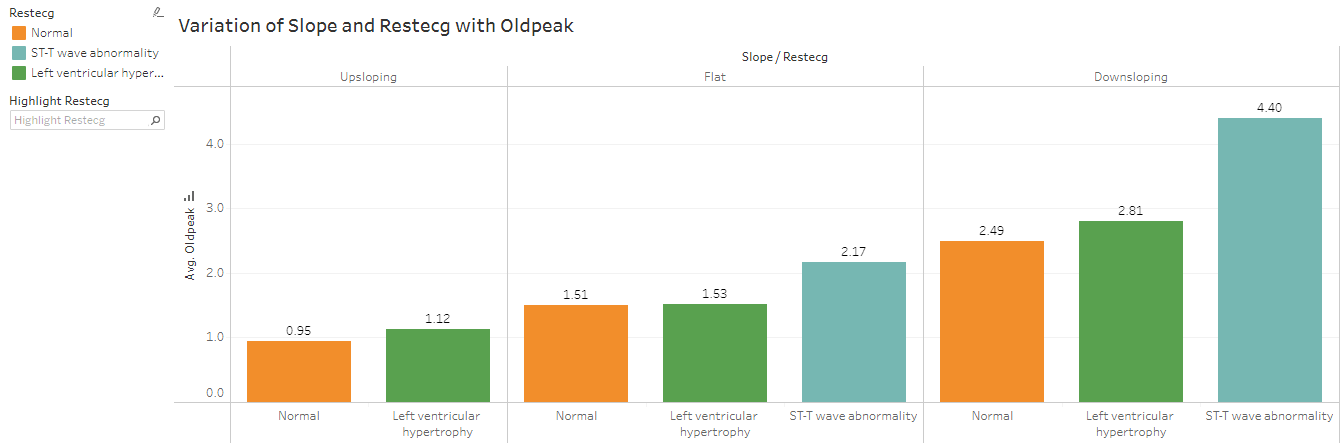 Restecg
Normal
ST-T wave abnormality
Left ventricular hyper...
Highlight Restecg
Highlight Restecg
Variation of Slope and Restecg with Oldpeak
Slope / Restecg
Upsloping
Flat
Downsloping
Avg. Oldpeak
4.0
3.0
2.0
1.0
0.0
0.95
1.12
1.51
1.53
2.17
2.49
2.81
4.40
Normal
Left ventricular
hypertrophy
Normal
Left ventricular
hypertrophy
ST-T wave abnormality
Normal
Left ventricular
hypertrophy
ST-T wave abnormality